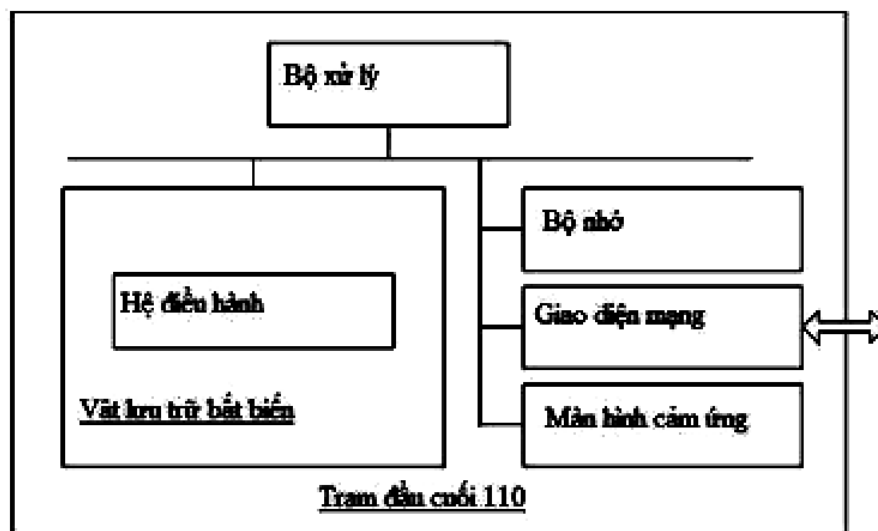 Bộ xử lý
Bộ nhớ
Hệ điều hành
Giao diện mạng
Vật lưu trữ bất biến
Màn hình cảm ứng
Trạm đầu cuối 110